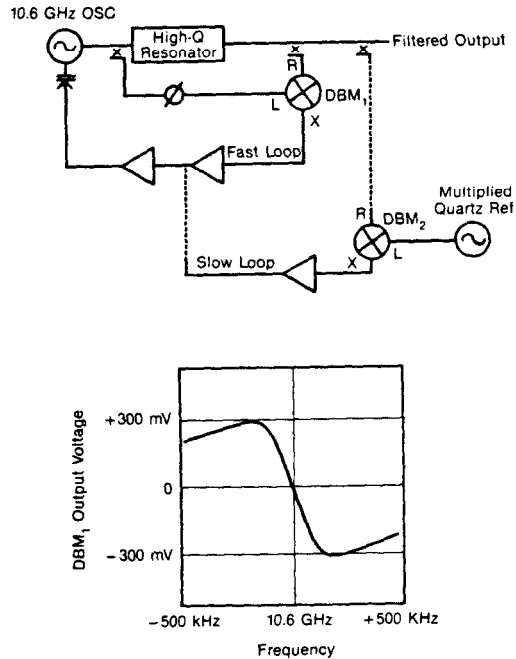 10.6 GHz OSC
High-Q
Resonator
Filtered Output
R
L
DBM₁
X
Fast Loop
Multiplied
Quartz Ref
R
DBM₂
L
X
Slow Loop
DBM₁ Output Voltage
+300 mV
0
−300 mV
−500 kHz
10.6 GHz
+500 KHz
Frequency